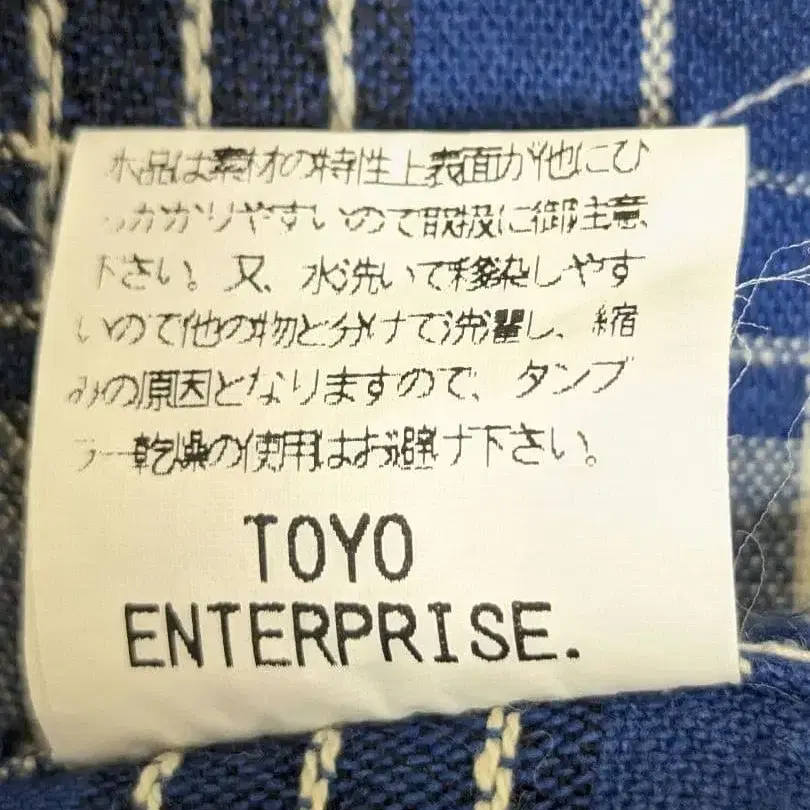 本品は素材の特性上表面が他にひ
っかかりやすいので取扱に御注意
下さい。又、水洗いで移染しやす
いので他の物と分けて洗濯し、縮
みの原因となりますので、タンブ
ラー乾燥の使用はお避け下さい。
TOYO
ENTERPRISE.